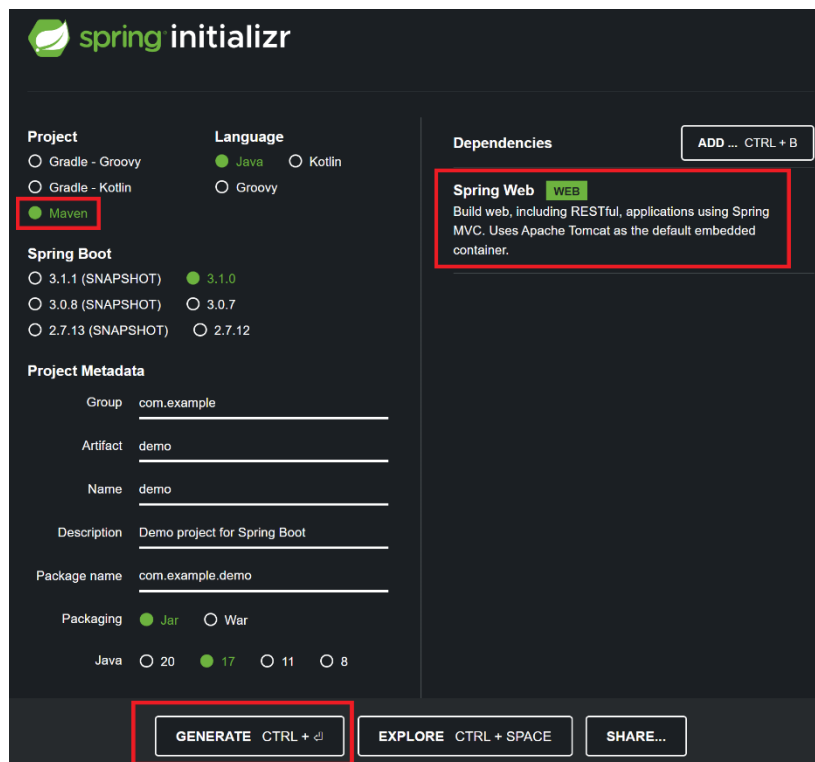 spring initializr
Project
Gradle - Groovy
Gradle - Kotlin
Maven
Language
Java Kotlin
Groovy
Spring Boot
3.1.1 (SNAPSHOT) 3.1.0
3.0.8 (SNAPSHOT) 3.0.7
2.7.13 (SNAPSHOT) 2.7.12
Project Metadata
Group com.example
Artifact demo
Name demo
Description Demo project for Spring Boot
Package name com.example.demo
Packaging Jar War
Java 20 17 11 8
Dependencies ADD ... CTRL + B
Spring Web WEB
Build web, including RESTful, applications using Spring
MVC. Uses Apache Tomcat as the default embedded
container.
GENERATE CTRL + ⏎ EXPLORE CTRL + SPACE SHARE...